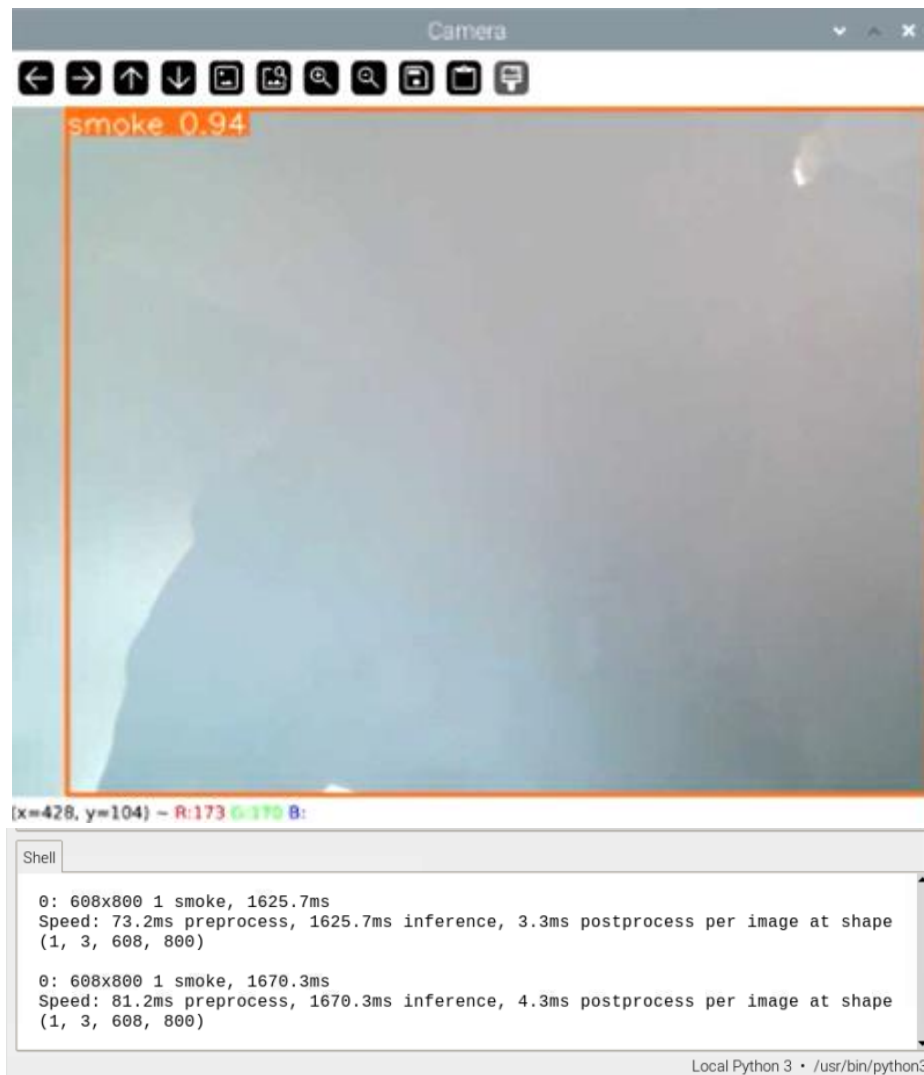 Camera
smoke 0.94
(x=428, y=104) ~ R:173 G:170 B:
Shell
0: 608x800 1 smoke, 1625.7ms
Speed: 73.2ms preprocess, 1625.7ms inference, 3.3ms postprocess per image at shape
(1, 3, 608, 800)
0: 608x800 1 smoke, 1670.3ms
Speed: 81.2ms preprocess, 1670.3ms inference, 4.3ms postprocess per image at shape
(1, 3, 608, 800)
Local Python 3 • /usr/bin/python3